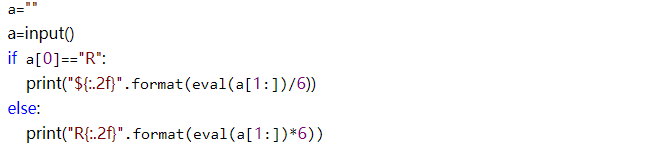 a=""
a=input()
if a[0]=="R":
    print("${:.2f}".format(eval(a[1:])/6))
else:
    print("R{:.2f}".format(eval(a[1:])*6))